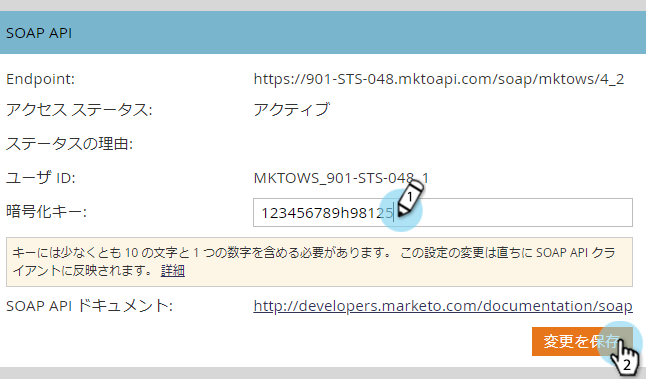 SOAP API
Endpoint: https://901-STS-048.mktoapi.com/soap/mktows/4_2
アクセス ステータス: アクティブ
ステータスの理由:
ユーザ ID: MKTOWS_901-STS-048_1
暗号化キー: 123456789h98125
1
キーには少なくとも 10 の文字と 1 つの数字を含める必要があります。 この設定の変更は直ちに SOAP API クラ
イアントに反映されます。 詳細
SOAP API ドキュメント: http://developers.marketo.com/documentation/soap
変更を保存
2